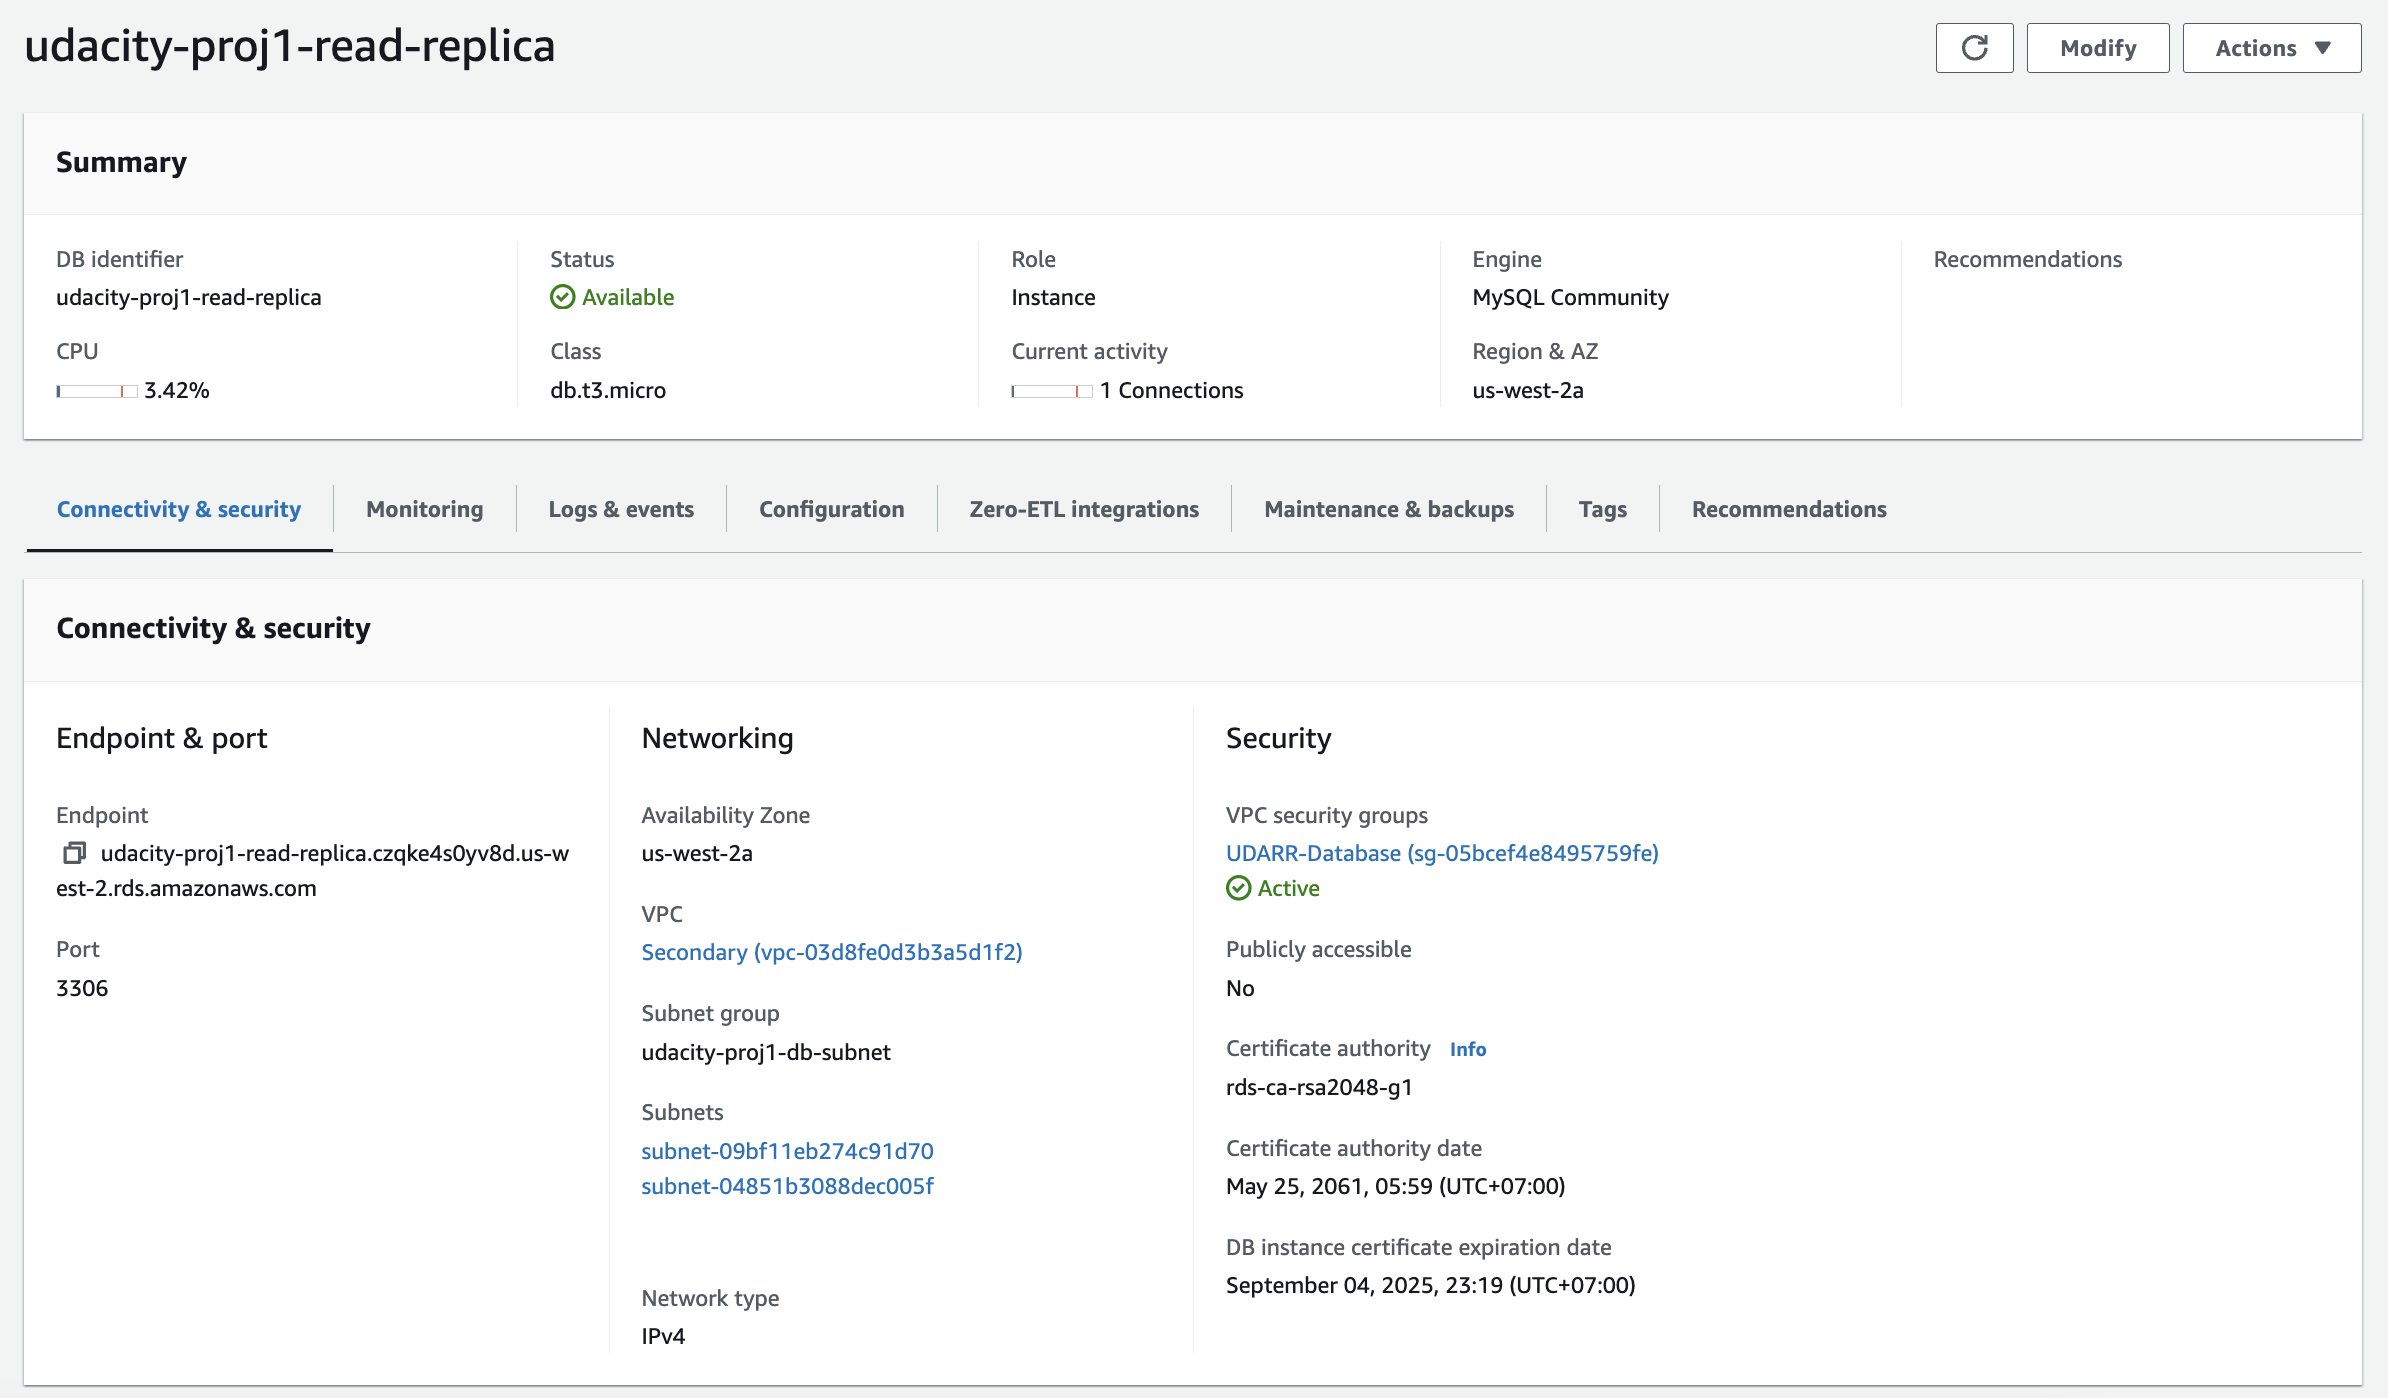 udacity-proj1-read-replica
Modify
Actions
Summary
DB identifier
udacity-proj1-read-replica
CPU
3.42%
Status
Available
Class
db.t3.micro
Role
Instance
Current activity
1 Connections
Engine
MySQL Community
Region & AZ
us-west-2a
Recommendations
Connectivity & security
Monitoring
Logs & events
Configuration
Zero-ETL integrations
Maintenance & backups
Tags
Recommendations
Connectivity & security
Endpoint & port
Endpoint
udacity-proj1-read-replica.czqke4s0yv8d.us-w
est-2.rds.amazonaws.com
Port
3306
Networking
Availability Zone
us-west-2a
VPC
Secondary (vpc-03d8fe0d3b3a5d1f2)
Subnet group
udacity-proj1-db-subnet
Subnets
subnet-09bf11eb274c91d70
subnet-04851b3088dec005f
Network type
IPv4
Security
VPC security groups
UDARR-Database (sg-05bcef4e8495759fe)
Active
Publicly accessible
No
Certificate authority Info
rds-ca-rsa2048-g1
Certificate authority date
May 25, 2061, 05:59 (UTC+07:00)
DB instance certificate expiration date
September 04, 2025, 23:19 (UTC+07:00)